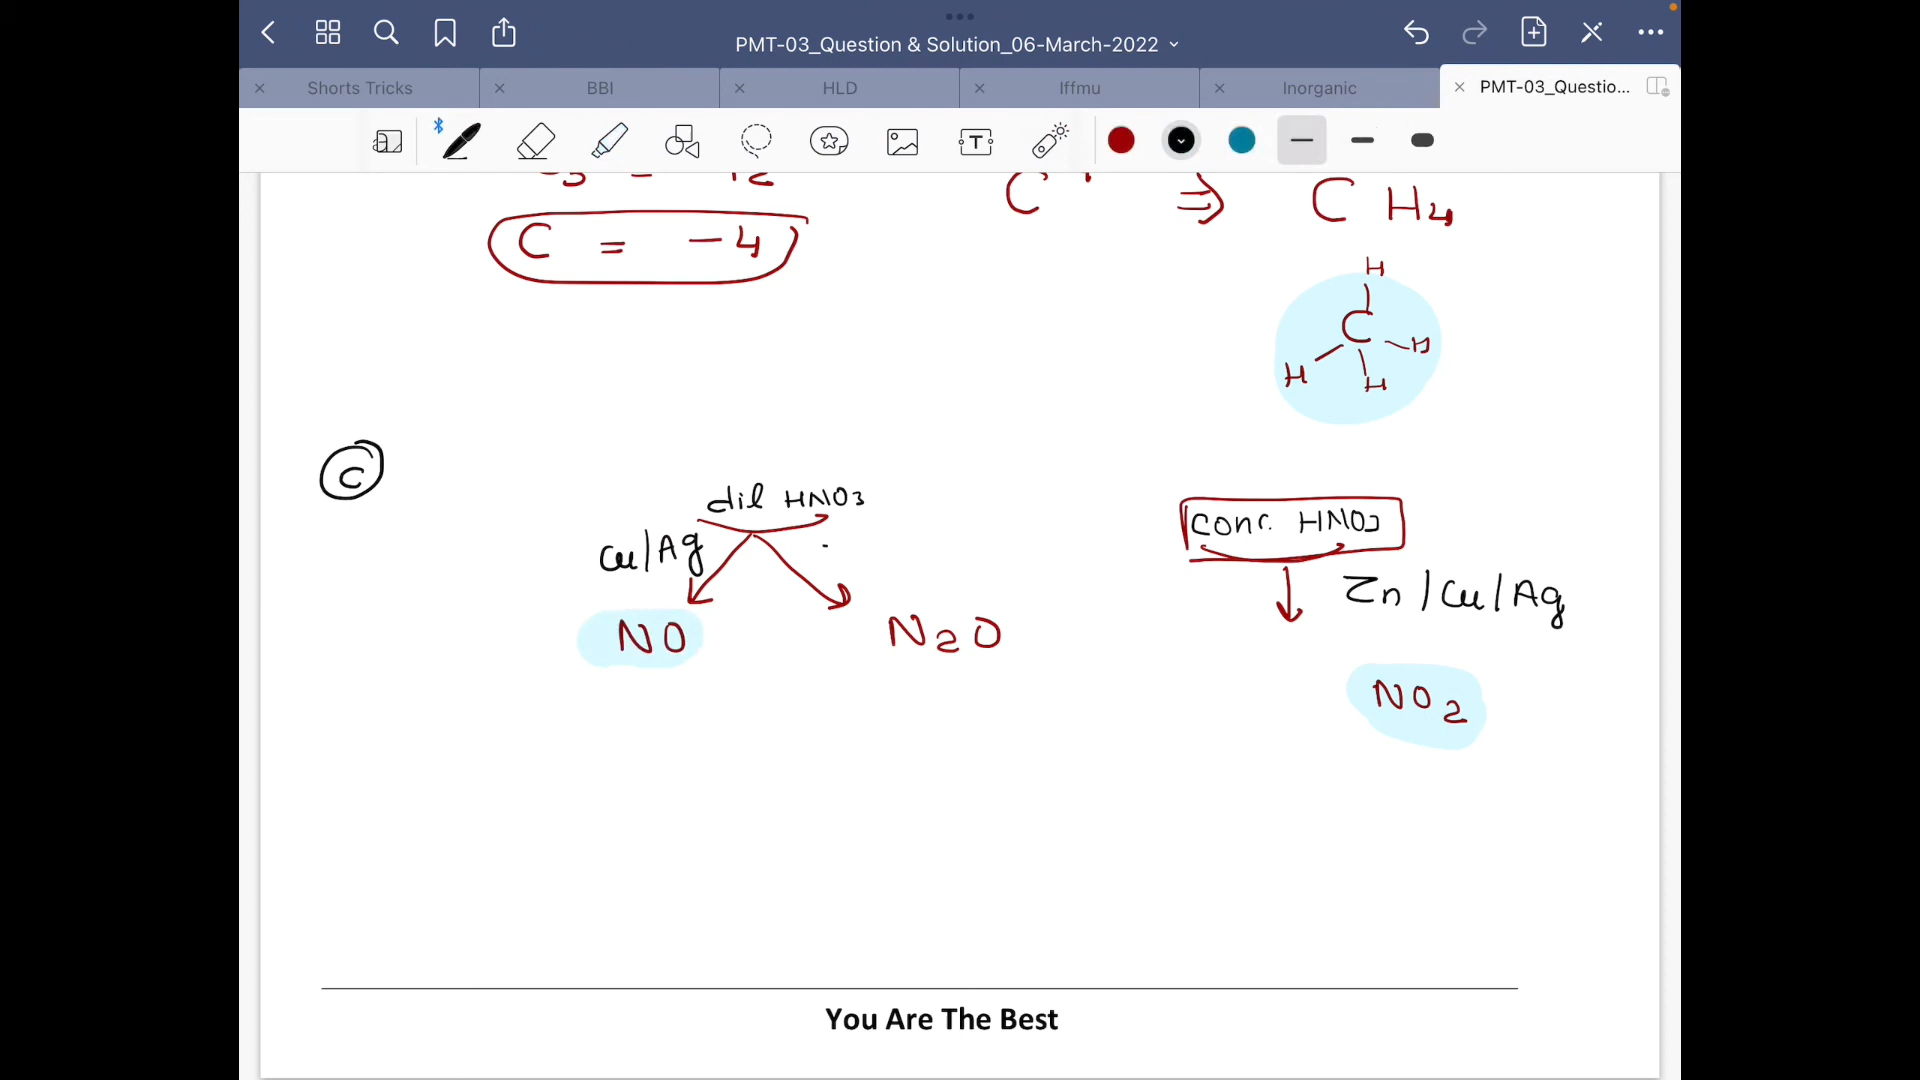 PMT-03_Question & Solution_06-March-2022
Shorts Tricks
BBI
HLD
Iffmu
Inorganic
PMT-03_Questio...
C ⇒ C H4
C = -4
H
C
H
H
H
C
dil HNO3
Cu/Ag
NO
N2O
Conc. HNO3
Zn/Cu/Ag
NO2
You Are The Best